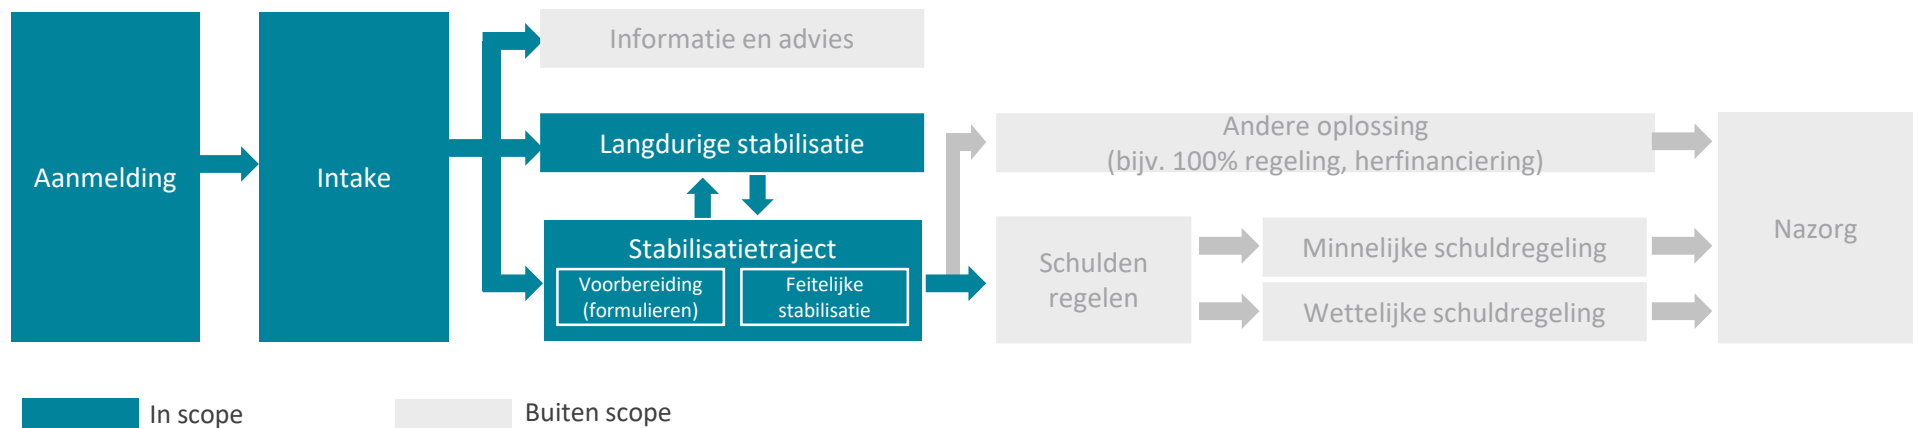 Aanmelding
Intake
Informatie en advies
Langdurige stabilisatie
Stabilisatietraject
Voorbereiding
(formulieren)
Feitelijke
stabilisatie
Andere oplossing
(bijv. 100% regeling, herfinanciering)
Schulden
regelen
Minnelijke schuldregeling
Wettelijke schuldregeling
Nazorg
In scope
Buiten scope